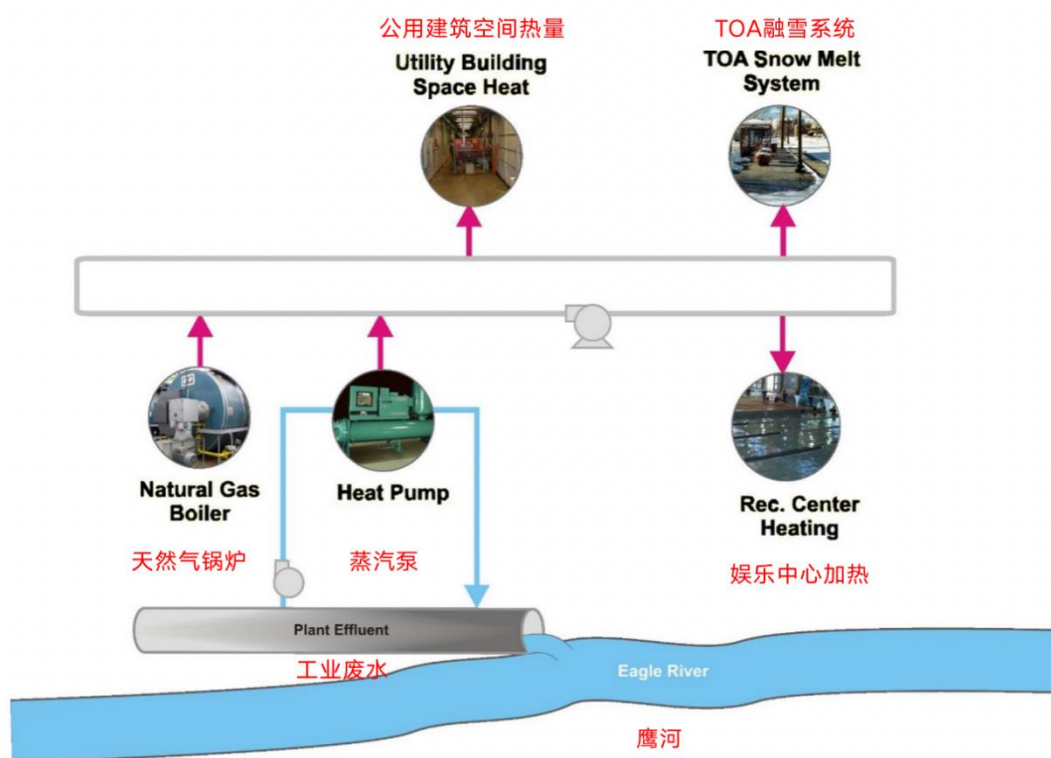 公用建筑空间热量
Utility Building
Space Heat
TOA融雪系统
TOA Snow Melt
System
Natural Gas
Boiler
天然气锅炉
Heat Pump
蒸汽泵
Rec. Center
Heating
娱乐中心加热
Plant Effluent
工业废水
Eagle River
鹰河